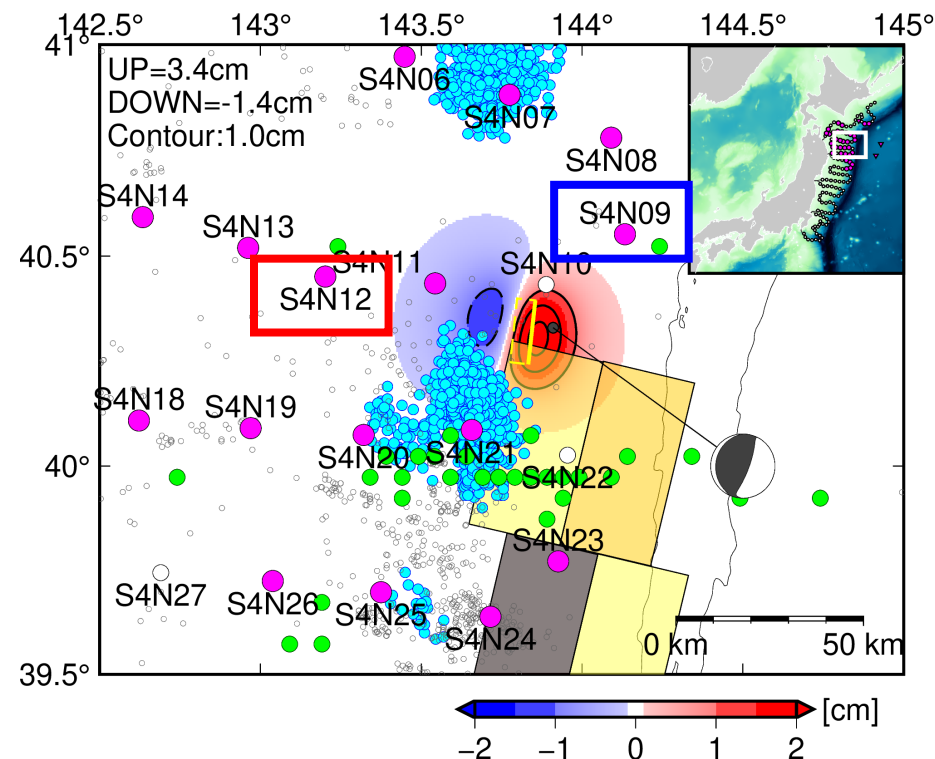 142.5° 143° 143.5° 144° 144.5° 145°
41°
UP=3.4cm
DOWN=-1.4cm
Contour:1.0cm
S4N06
S4N07
S4N08
S4N14
S4N13
S4N09
40.5°
S4N11
S4N10
S4N12
S4N18
S4N19
S4N20
S4N21
40°
S4N22
S4N23
S4N27
S4N26
S4N25
S4N24
0 km 50 km
39.5°
[cm]
−2 −1 0 1 2